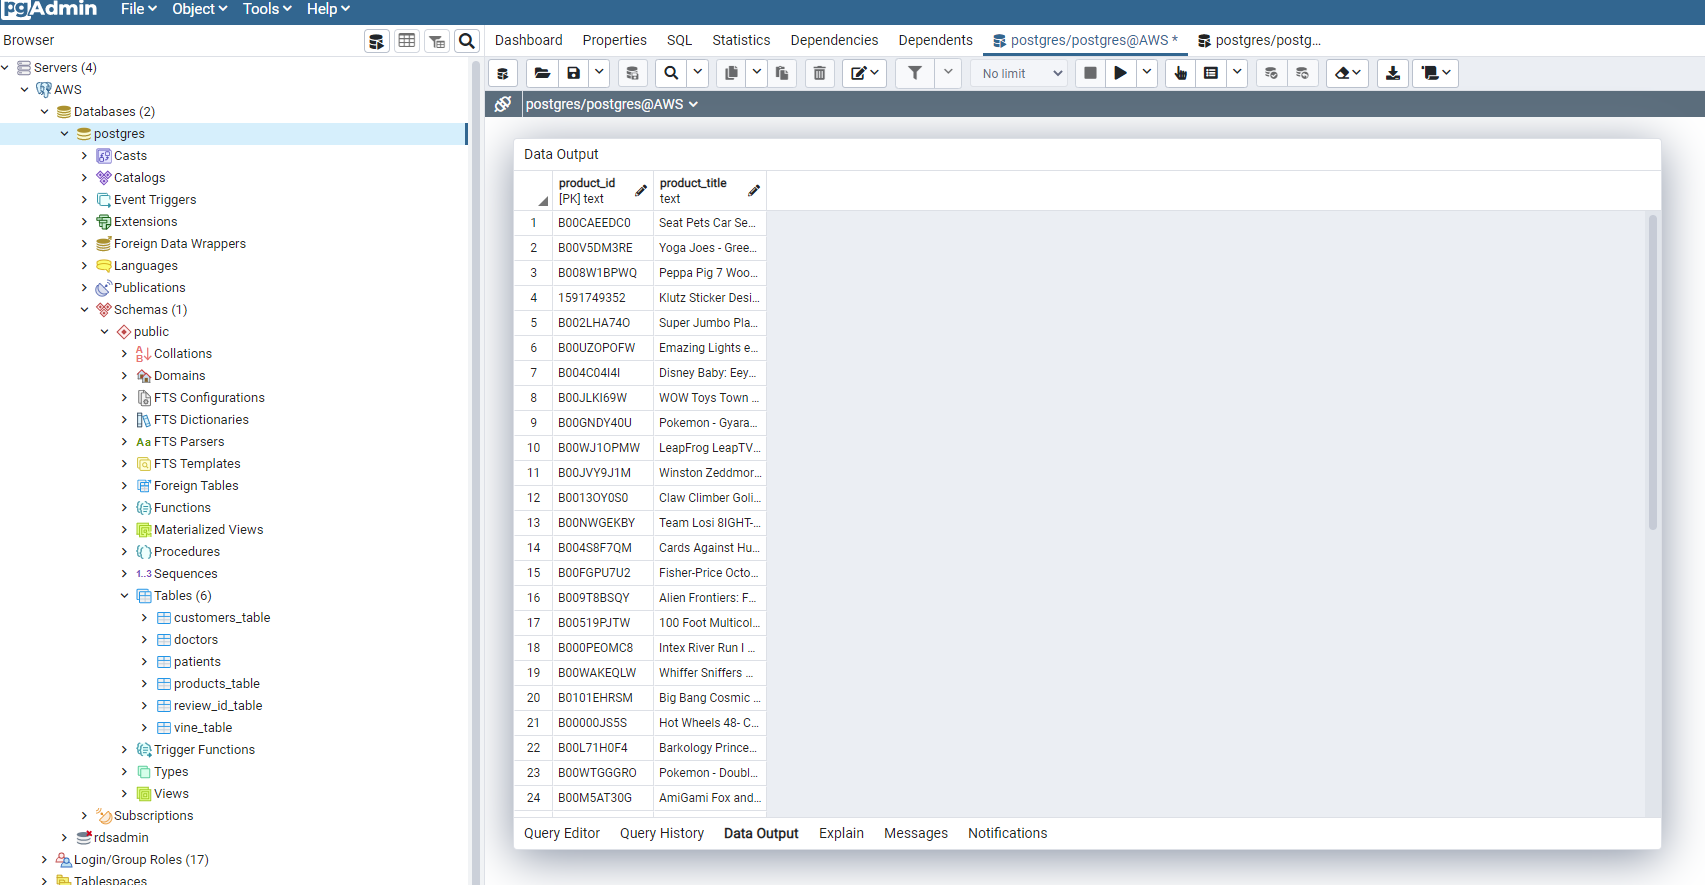 pgAdmin File Object Tools Help
Browser
Dashboard Properties SQL Statistics Dependencies Dependents postgres/postgres@AWS * postgres/postg...
No limit
postgres/postgres@AWS
Servers (4)
AWS
Databases (2)
postgres
Casts
Catalogs
Event Triggers
Extensions
Foreign Data Wrappers
Languages
Publications
Schemas (1)
public
Collations
Domains
FTS Configurations
FTS Dictionaries
Aa FTS Parsers
FTS Templates
Foreign Tables
Functions
Materialized Views
Procedures
1..3 Sequences
Tables (6)
customers_table
doctors
patients
products_table
review_id_table
vine_table
Trigger Functions
Types
Views
Subscriptions
rdsadmin
Login/Group Roles (17)
Tablespaces
Data Output
product_id product_title
[PK] text text
1 B00CAEEDC0 Seat Pets Car Se...
2 B00V5DM3RE Yoga Joes - Gree...
3 B008W1BPWQ Peppa Pig 7 Woo...
4 1591749352 Klutz Sticker Desi...
5 B002LHA74O Super Jumbo Pla...
6 B00UZOPOFW Emazing Lights e...
7 B004C04I4I Disney Baby: Eey...
8 B00JLKI69W WOW Toys Town ...
9 B00GNDY40U Pokemon - Gyara...
10 B00WJ1OPMW LeapFrog LeapTV...
11 B00JVY9J1M Winston Zeddmor...
12 B0013OY0S0 Claw Climber Goli...
13 B00NWGEKBY Team Losi 8IGHT-...
14 B004S8F7QM Cards Against Hu...
15 B00FGPU7U2 Fisher-Price Octo...
16 B009T8BSQY Alien Frontiers: F...
17 B00519PJTW 100 Foot Multicol...
18 B000PEOMC8 Intex River Run I ...
19 B00WAKEQLW Whiffer Sniffers ...
20 B0101EHRSM Big Bang Cosmic ...
21 B00000JS5S Hot Wheels 48- C...
22 B00L71H0F4 Barkology Prince...
23 B00WTGGGRO Pokemon - Doubl...
24 B00M5AT30G AmiGami Fox and...
Query Editor Query History Data Output Explain Messages Notifications